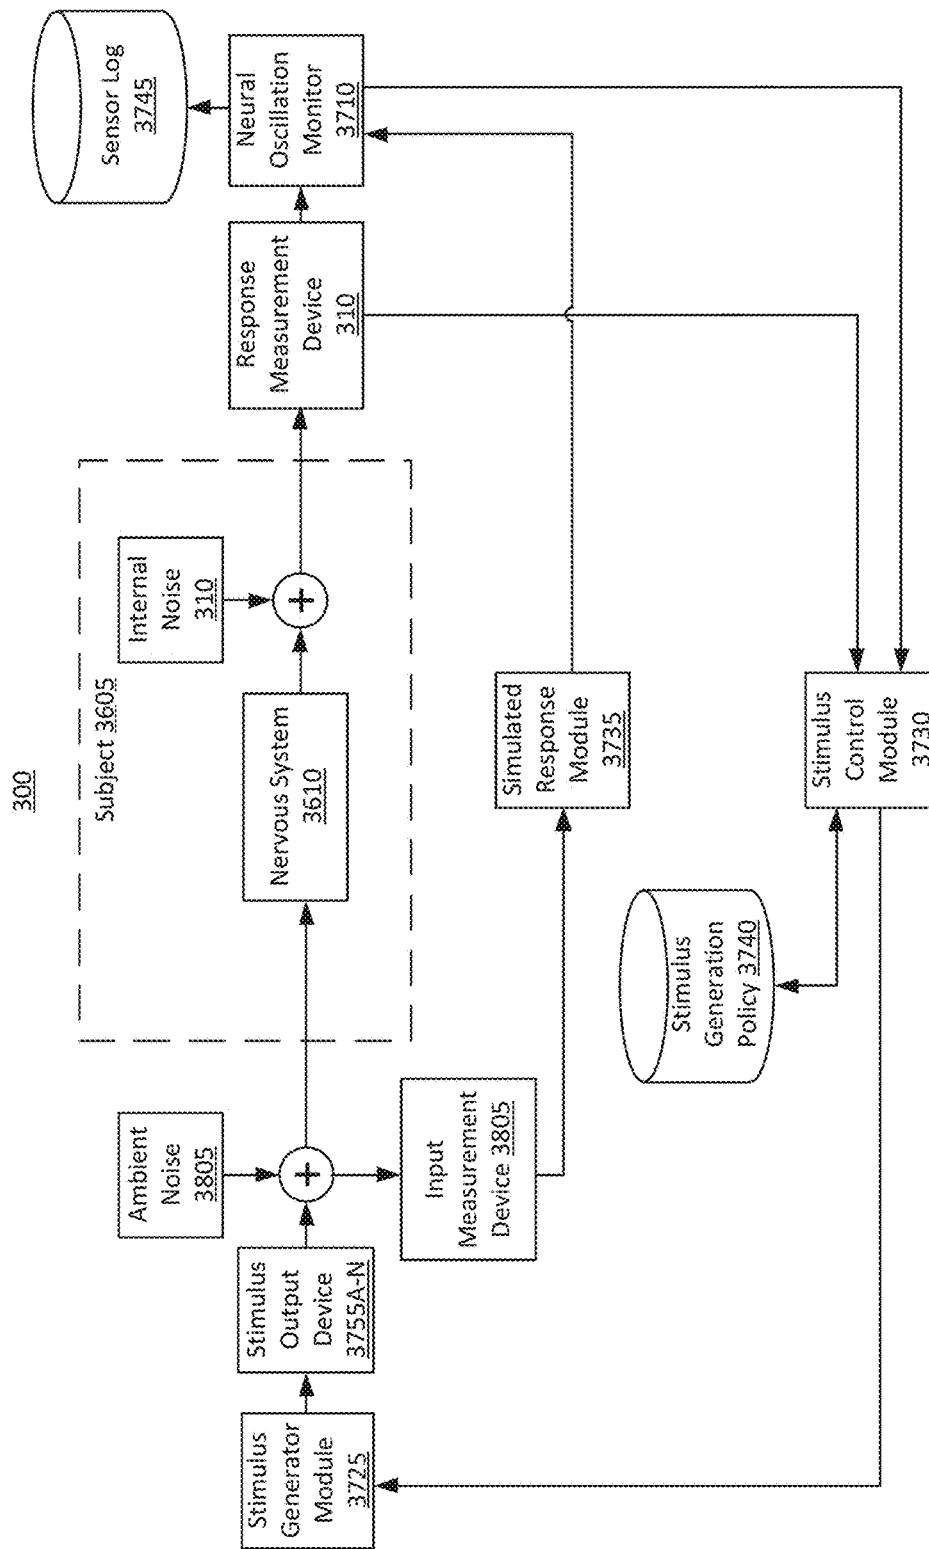 300
Subject 3605
Ambient
Noise
3805
Internal
Noise
310
Sensor Log
3745
Stimulus
Generator
Module
3725
Stimulus
Output
Device
3755A-N
+
Nervous System
3610
+
Response
Measurement
Device
310
Neural
Oscillation
Monitor
3710
Input
Measurement
Device 3805
Simulated
Response
Module
3735
Stimulus
Generation
Policy 3740
Stimulus
Control
Module
3730